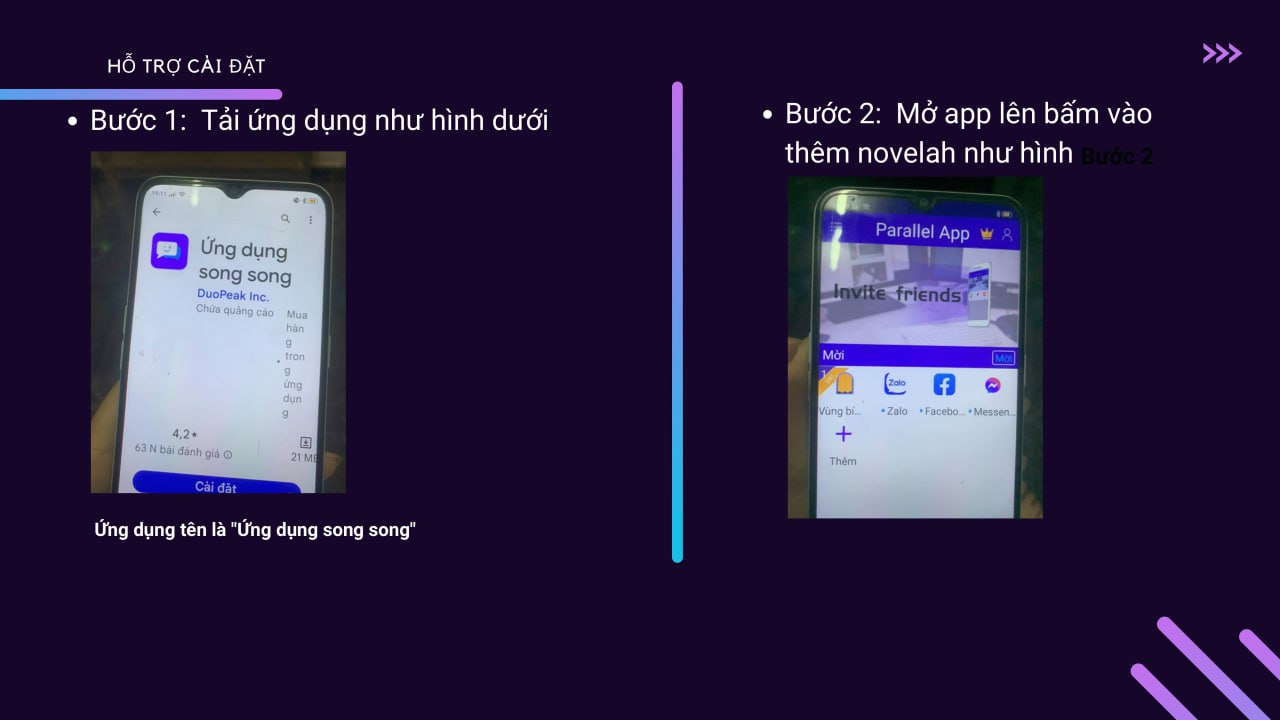 HỖ TRỢ CÀI ĐẶT
Bước 1: Tải ứng dụng như hình dưới
19:11
Ứng dụng
song song
DuoPeak Inc.
Chứa quảng cáo
Mua
hàn
g
tron
g
ứng
dụn
g
4,2★
63 N bài đánh giá
21 MB
Cài đặt
Ứng dụng tên là "Ứng dụng song song"
Bước 2: Mở app lên bấm vào
thêm novelah như hình Bước 2
Parallel App
Invite friends
Mời
Mời
Vùng bí...
Zalo
Zalo
Facebo...
Messen...
Thêm